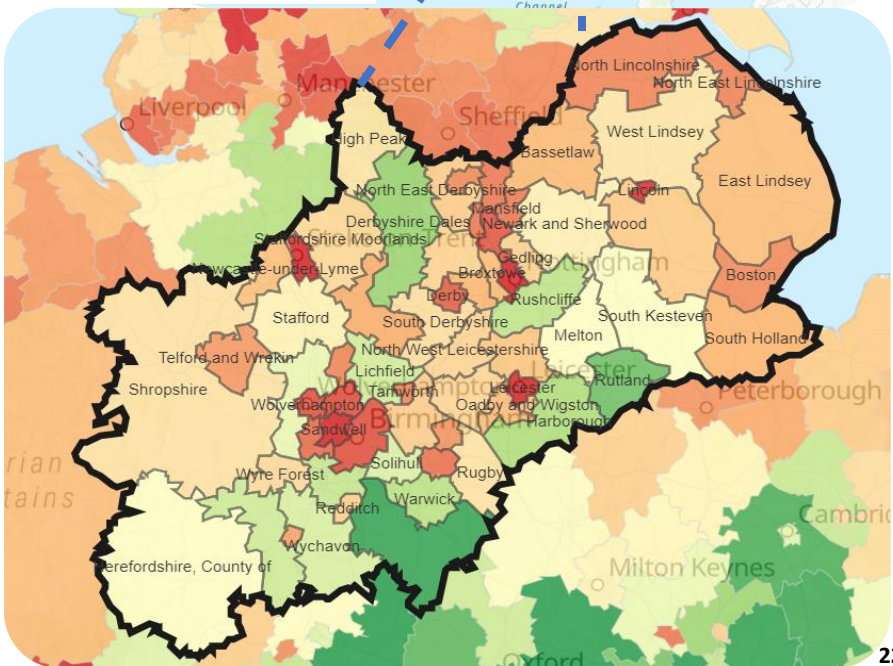 Channel
Manchester
Liverpool
Sheffield
North Lincolnshire
North East Lincolnshire
High Peak
Bassetlaw
West Lindsey
East Lindsey
North East Derbyshire
Lincoln
Mansfield
Derbyshire Dales
Newark and Sherwood
Staffordshire Moorlands
Newcastle-under-Lyme
Gedling
Broxtowe
Boston
Derby
Rushcliffe
Stafford
South Derbyshire
South Kesteven
Melton
South Holland
Telford and Wrekin
North West Leicestershire
Leicester
Lichfield
Rutland
Shropshire
Tamworth
Leicester
Peterborough
Wolverhampton
Oadby and Wigston
Birmingham
Harborough
Sandwell
Solihull
Rugby
Wyre Forest
Warwick
Redditch
Wychavon
Herefordshire, County of
Milton Keynes
Oxford
2